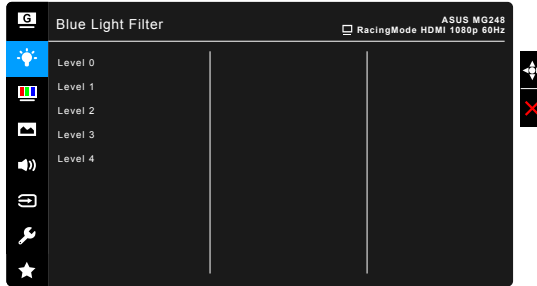 G
Blue Light Filter
ASUS MG248
RacingMode HDMI 1080p 60Hz
Level 0
Level 1
Level 2
Level 3
Level 4